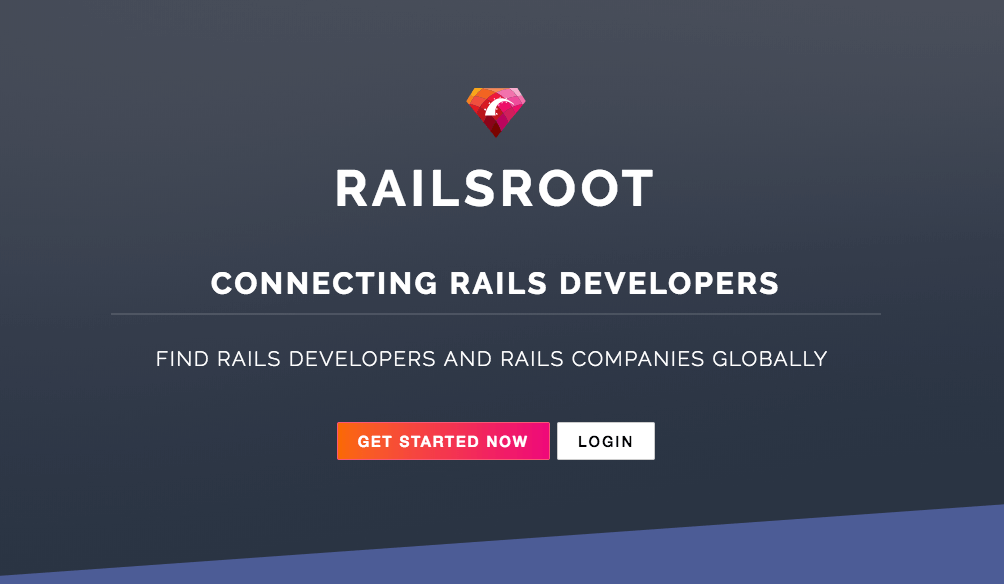 RAILSROOT
CONNECTING RAILS DEVELOPERS
FIND RAILS DEVELOPERS AND RAILS COMPANIES GLOBALLY
GET STARTED NOW
LOGIN